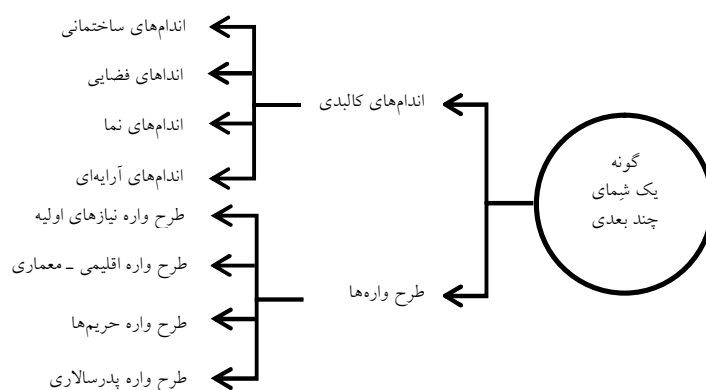 گونه
یک شِمای
چند بعدی
اندام‌های کالبدی
اندام‌های ساختمانی
انداهای فضایی
اندام‌های نما
اندام‌های آرایه‌ای
طرح واره‌ها
طرح واره نیازهای اولیه
طرح واره اقلیمی ـ معماری
طرح واره حریم‌ها
طرح واره پدرسالاری